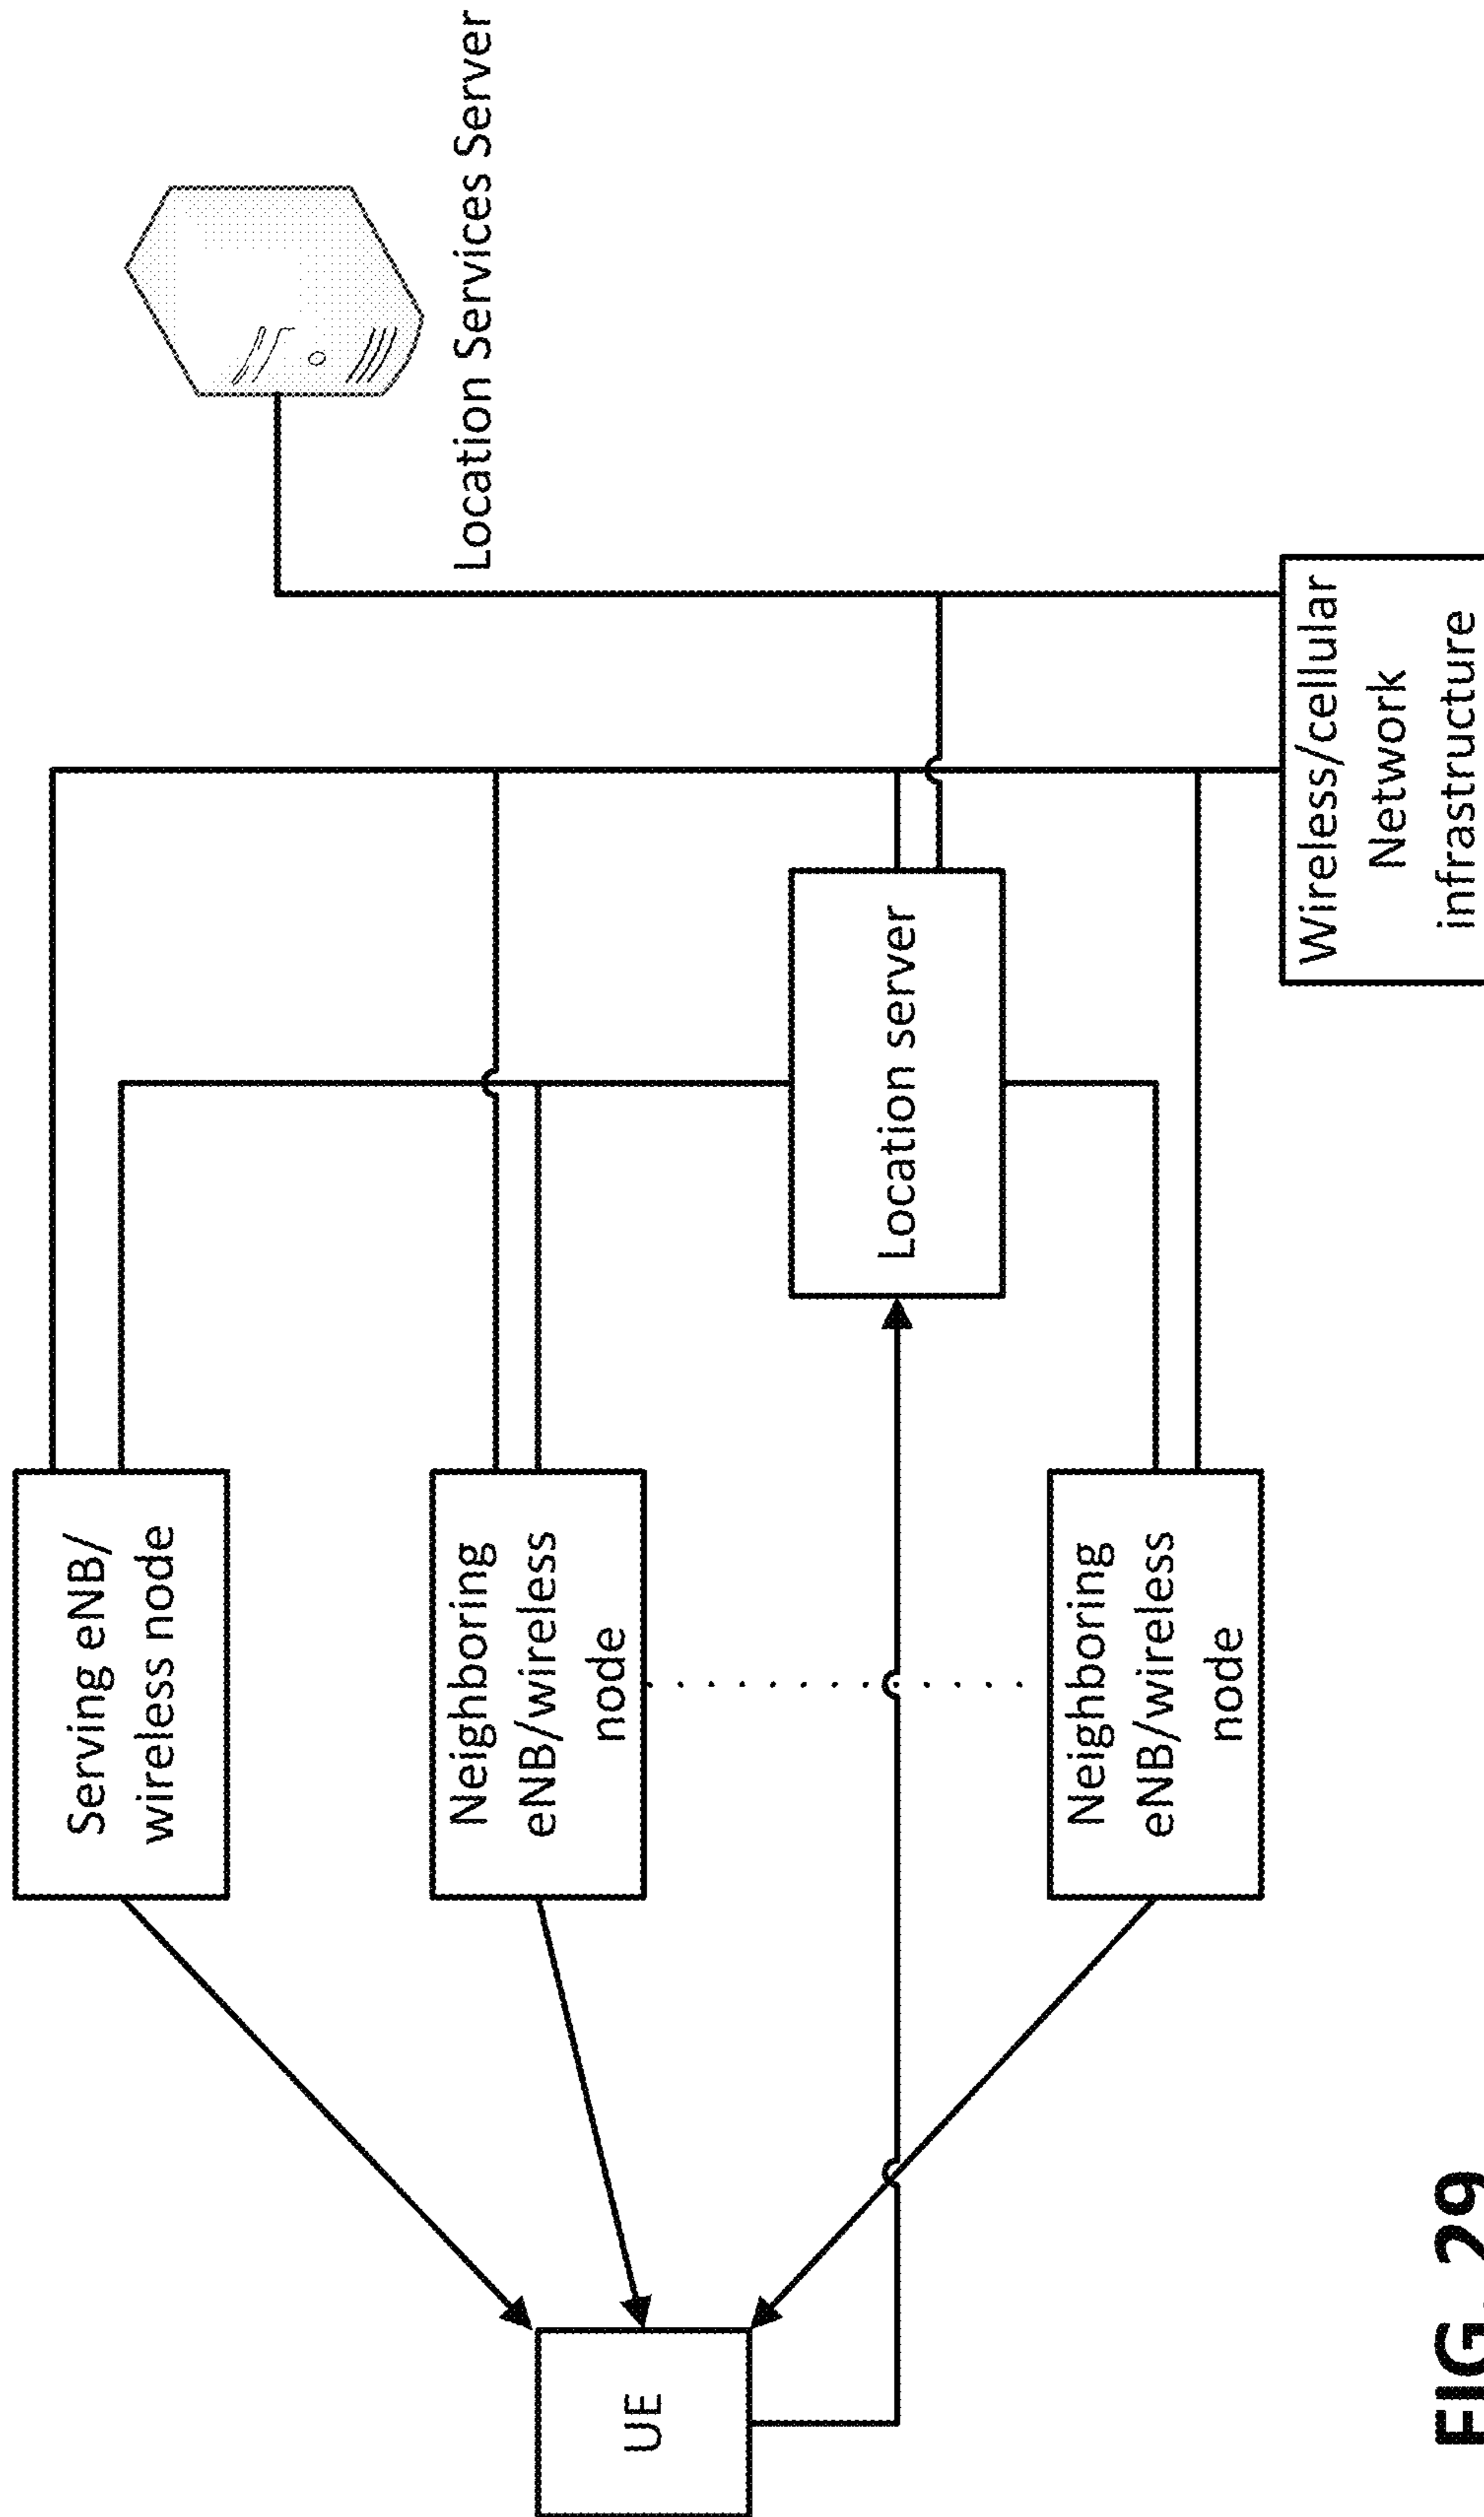 Serving eNB/
wireless node
Location Services Server
Neighboring
eNB/wireless
node
UE
Location server
Neighboring
eNB/wireless
node
Wireless/cellular
Network
infrastructure
FIG. 29